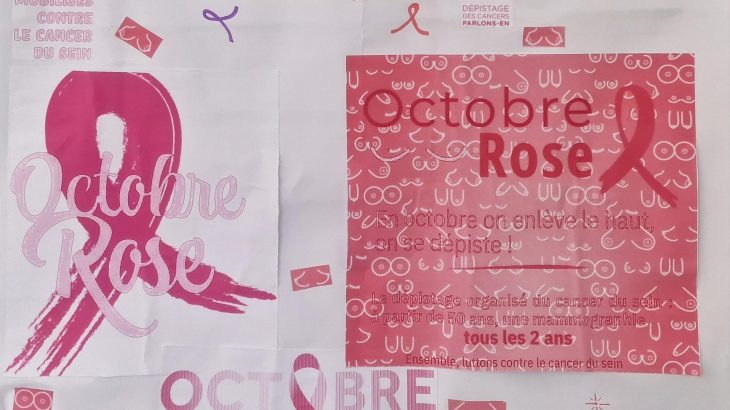 MOBILISÉS
CONTRE
LE CANCER
DU SEIN
DÉPISTAGE
DES CANCERS
PARLONS-EN
Octobre
Rose
Octobre
Rose
En octobre on enlève le haut,
on se dépiste !
Le dépistage organisé du cancer du sein :
à partir de 50 ans, une mammographie
tous les 2 ans
Ensemble, luttons contre le cancer du sein
OCTOBRE